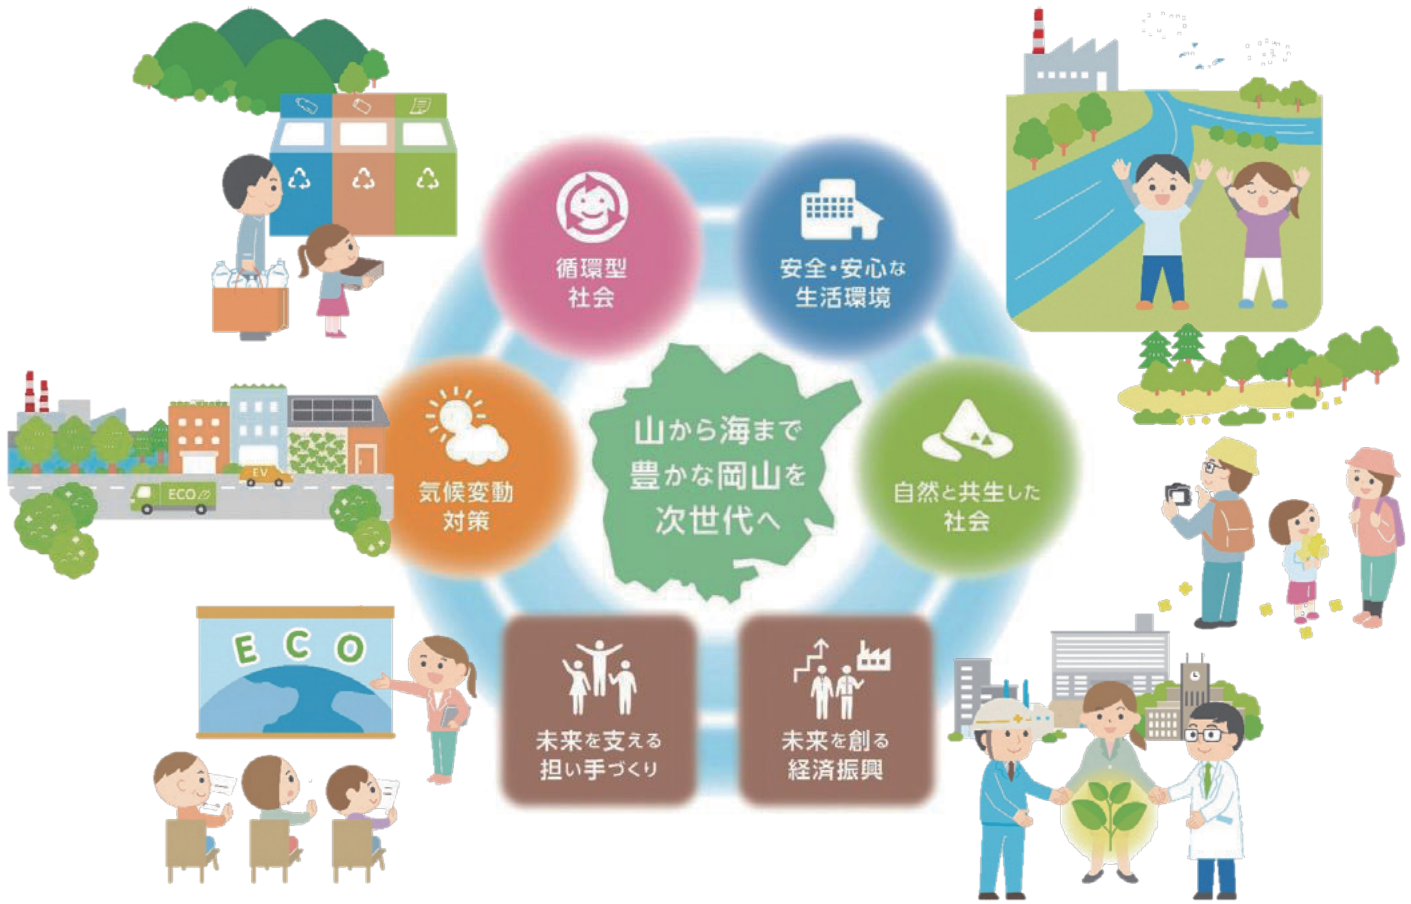 循環型
社会
安全・安心な
生活環境
気候変動
対策
山から海まで
豊かな岡山を
次世代へ
自然と共生した
社会
ECO
EV
ECO
未来を支える
担い手づくり
未来を創る
経済振興